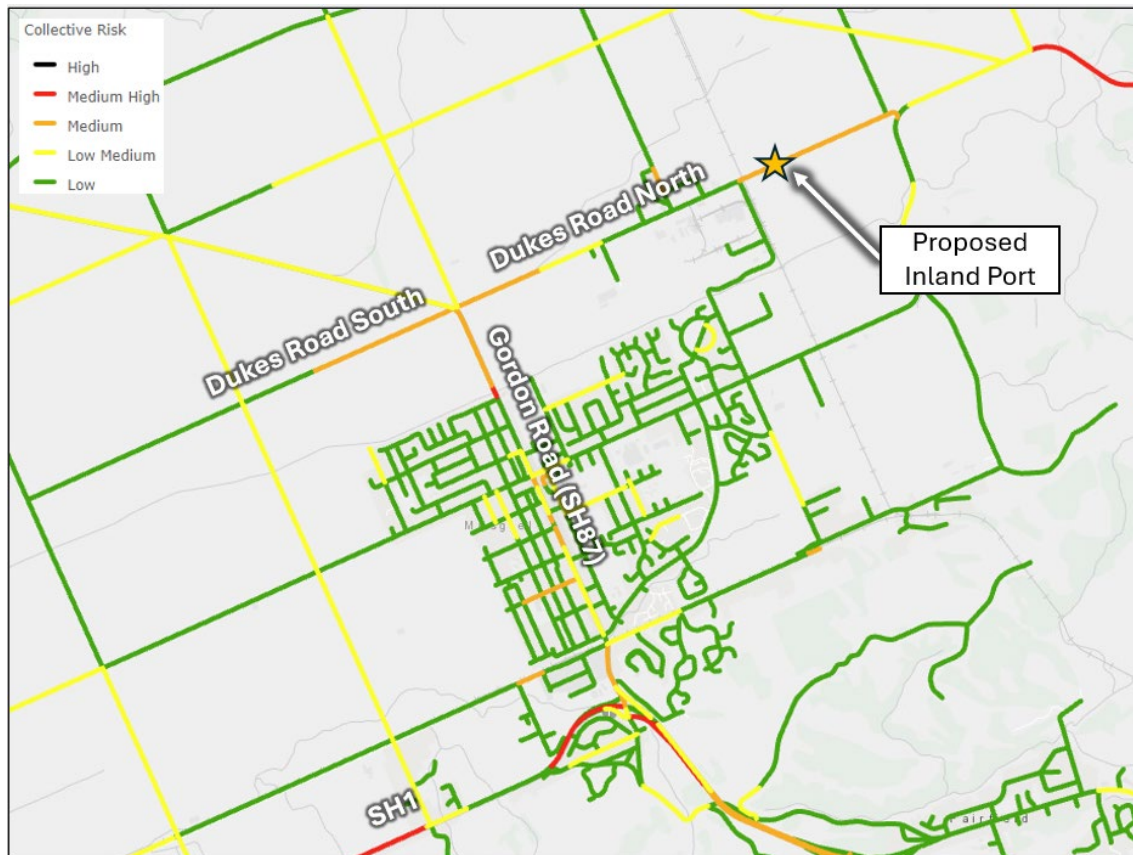 Collective Risk
High
Medium High
Medium
Low Medium
Low
Dukes Road North
Proposed
Inland Port
Dukes Road South
Gordon Road (SH87)
SH1